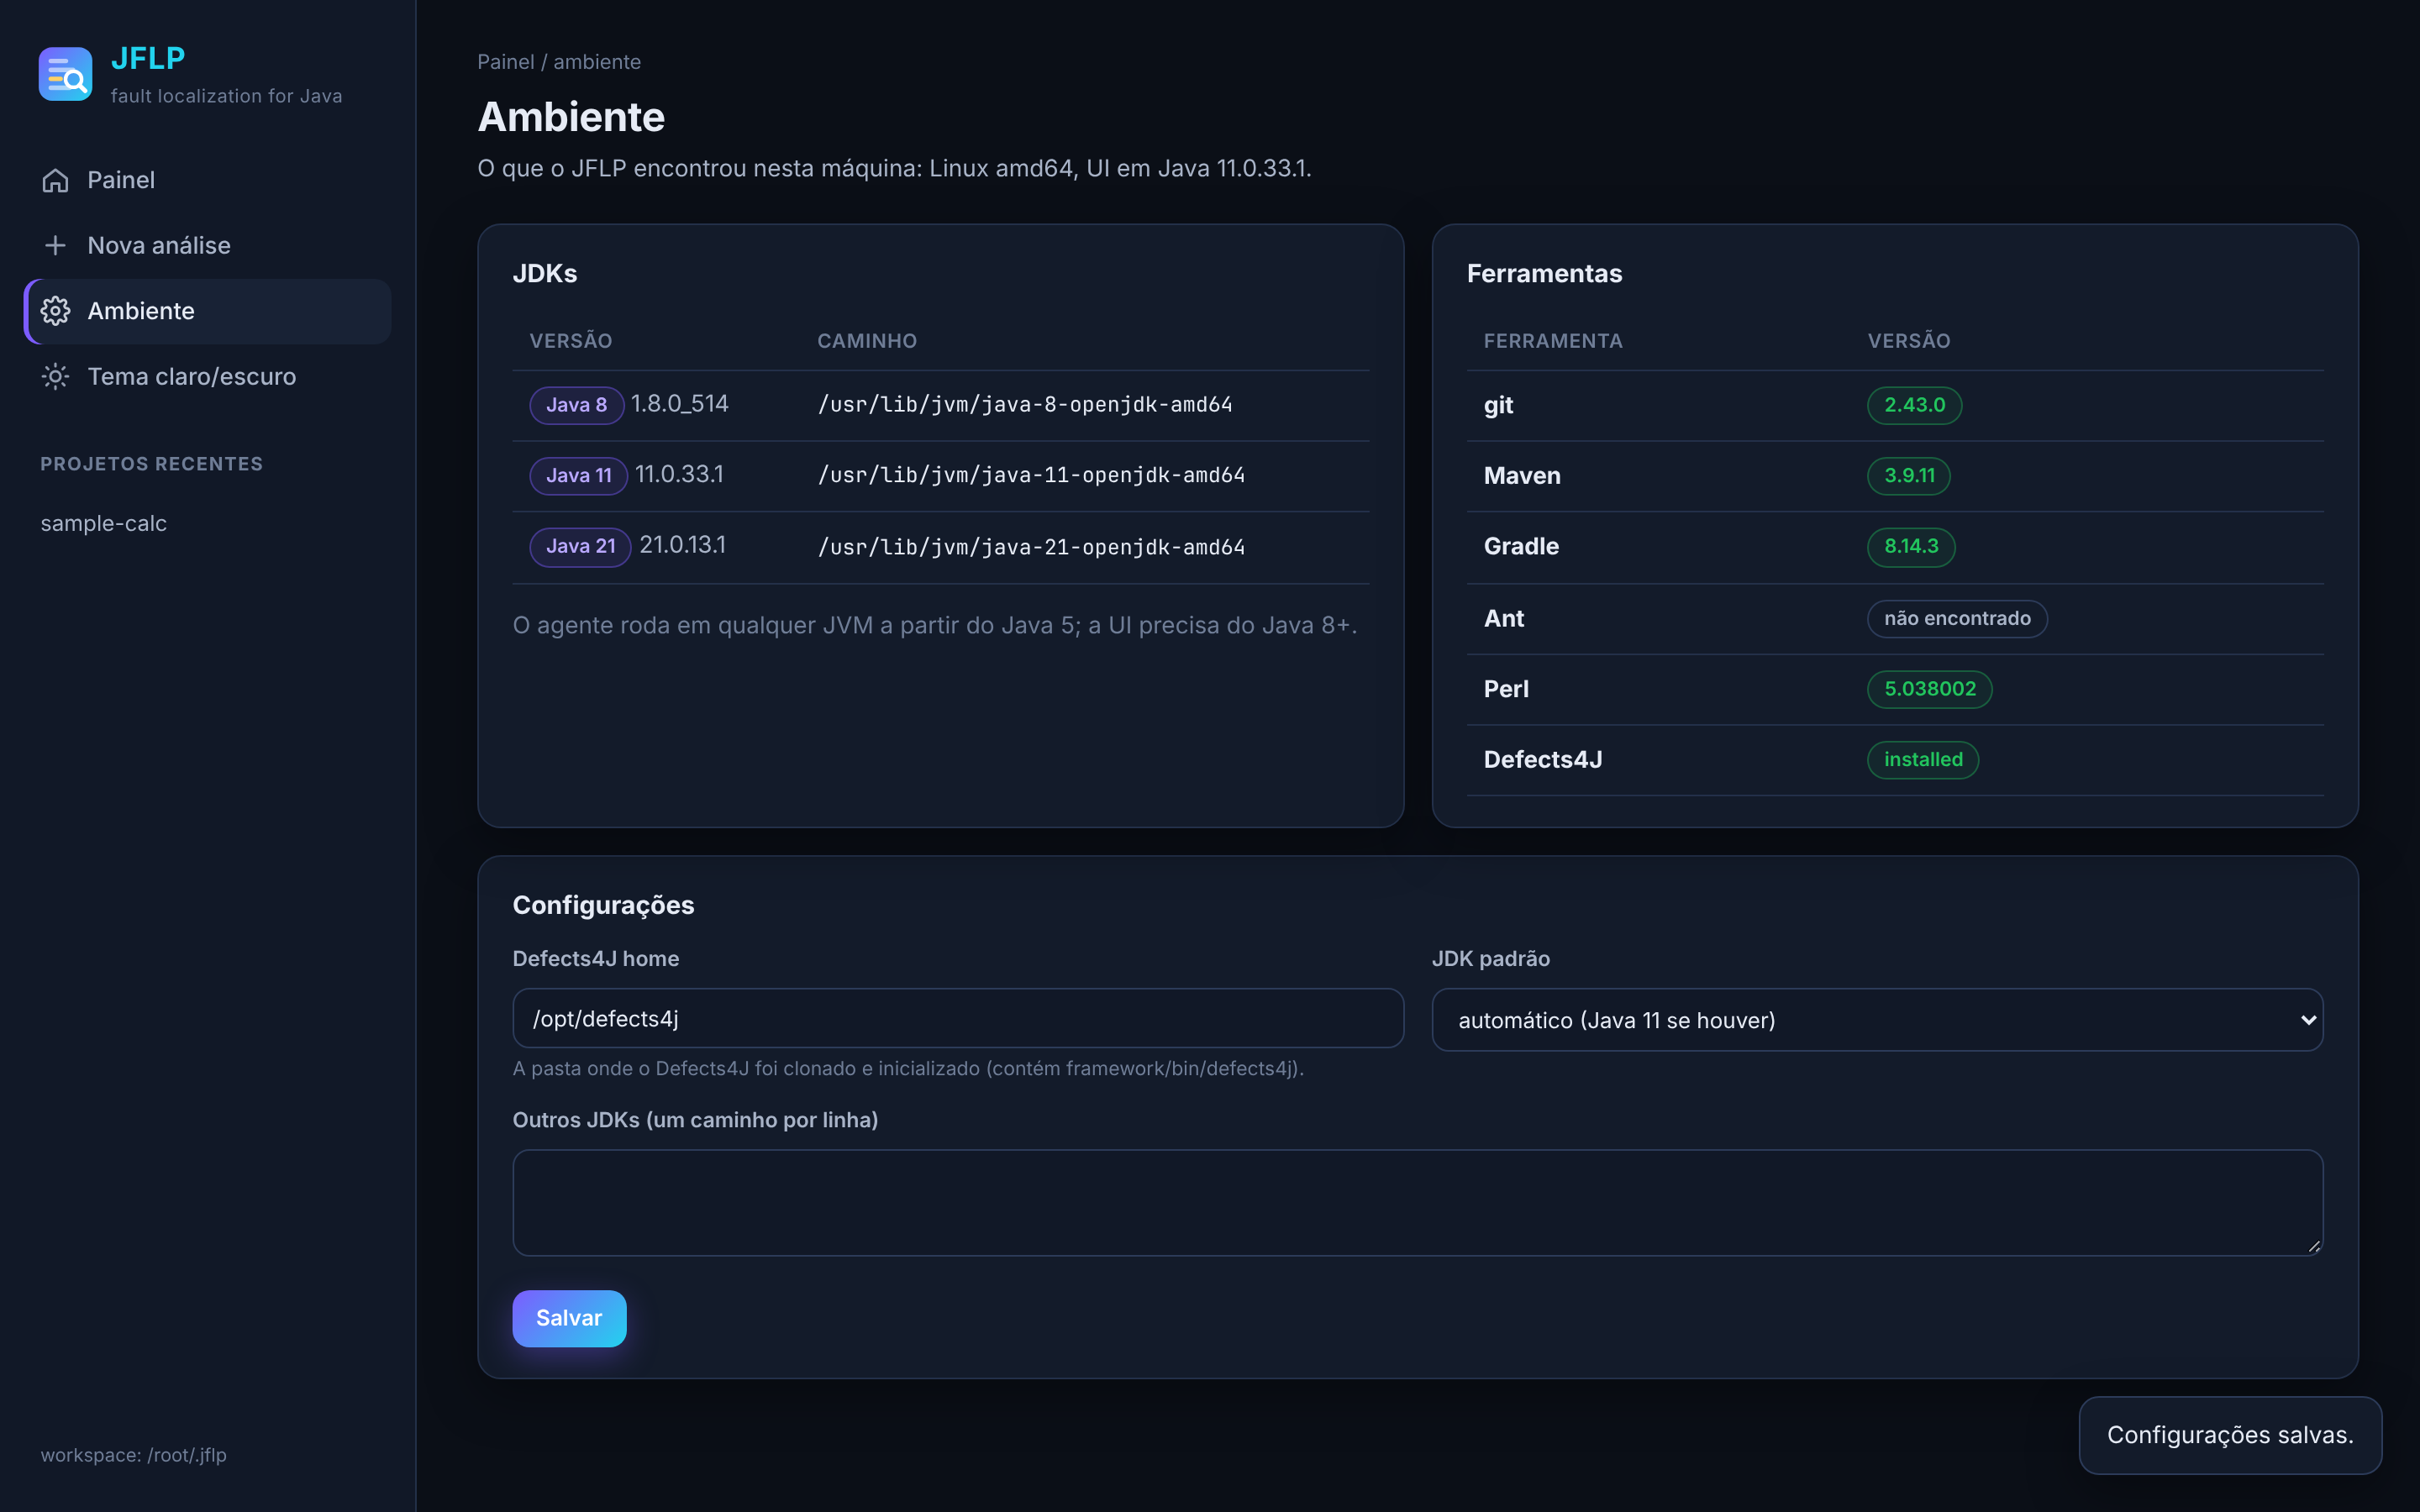 JFLP
fault localization for Java
Painel
Nova análise
Ambiente
Tema claro/escuro
PROJETOS RECENTES
sample-calc
workspace: /root/.jflp
Painel / ambiente
Ambiente
O que o JFLP encontrou nesta máquina: Linux amd64, UI em Java 11.0.33.1.
JDKs
VERSÃO CAMINHO
Java 8 1.8.0_514 /usr/lib/jvm/java-8-openjdk-amd64
Java 11 11.0.33.1 /usr/lib/jvm/java-11-openjdk-amd64
Java 21 21.0.13.1 /usr/lib/jvm/java-21-openjdk-amd64
O agente roda em qualquer JVM a partir do Java 5; a UI precisa do Java 8+.
Ferramentas
FERRAMENTA VERSÃO
git 2.43.0
Maven 3.9.11
Gradle 8.14.3
Ant não encontrado
Perl 5.038002
Defects4J installed
Configurações
Defects4J home
/opt/defects4j
A pasta onde o Defects4J foi clonado e inicializado (contém framework/bin/defects4j).
JDK padrão
automático (Java 11 se houver)
Outros JDKs (um caminho por linha)
Salvar
Configurações salvas.